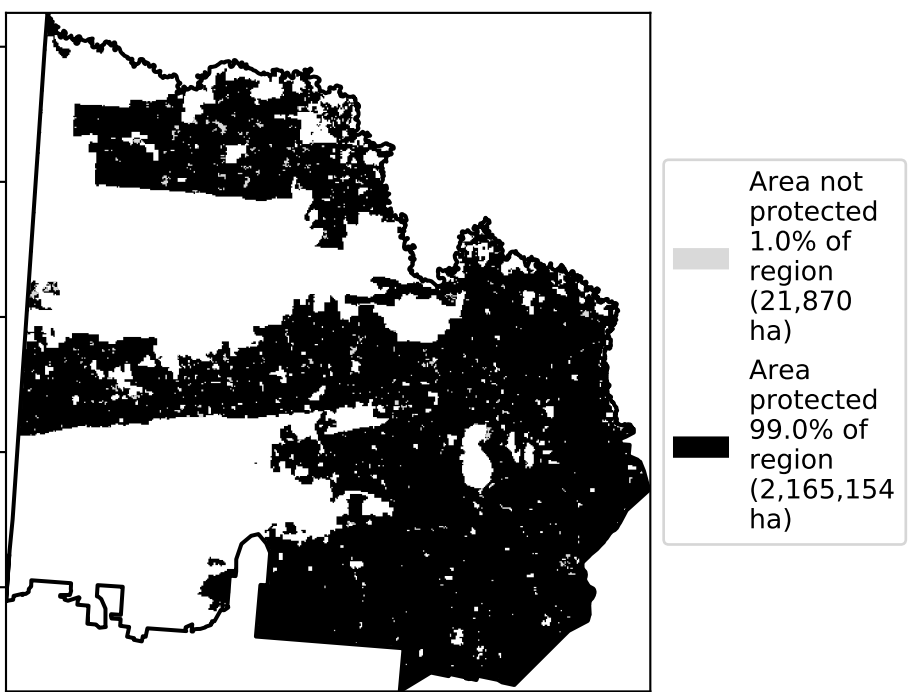 Area not
protected
1.0% of
region
(21,870
ha)
Area
protected
99.0% of
region
(2,165,154
ha)